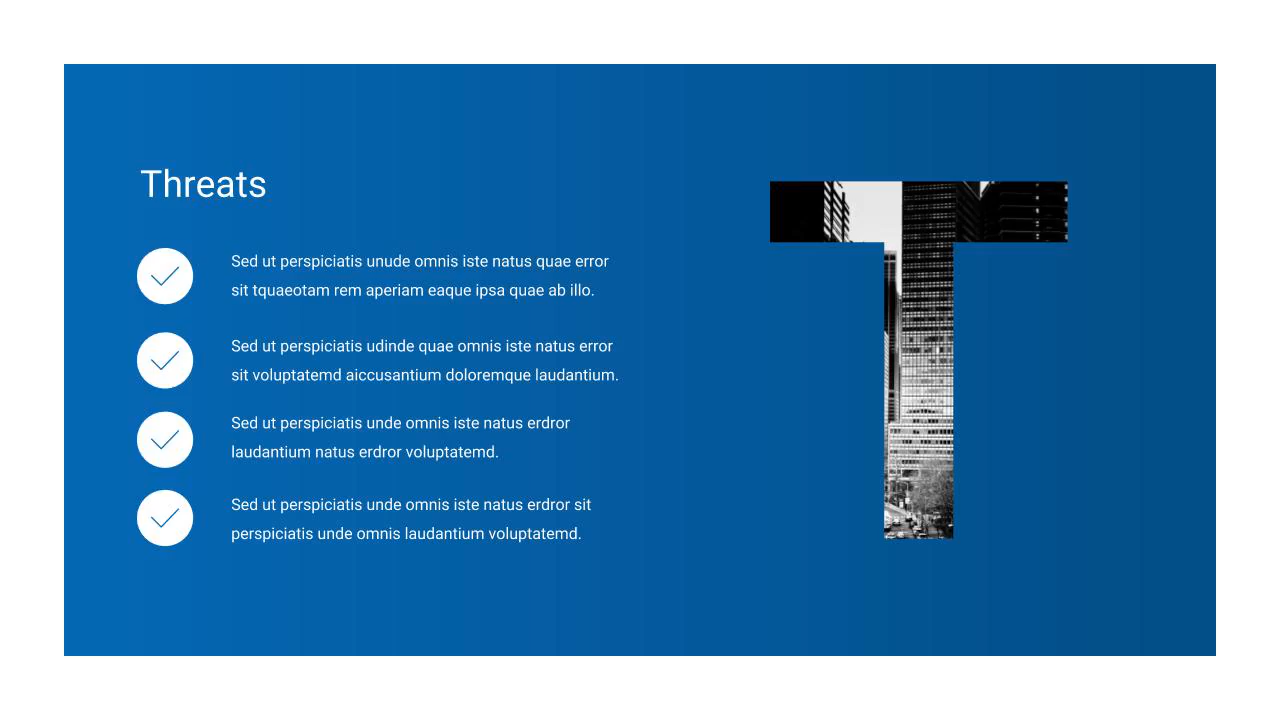 Threats
T
Sed ut perspiciatis unude omnis iste natus quae error
sit tquaeotam rem aperiam eaque ipsa quae ab illo.
Sed ut perspiciatis udinde quae omnis iste natus error
sit voluptatemd aiccusantium doloremque laudantium.
Sed ut perspiciatis unde omnis iste natus erdror
laudantium natus erdror voluptatemd.
Sed ut perspiciatis unde omnis iste natus erdror sit
perspiciatis unde omnis laudantium voluptatemd.